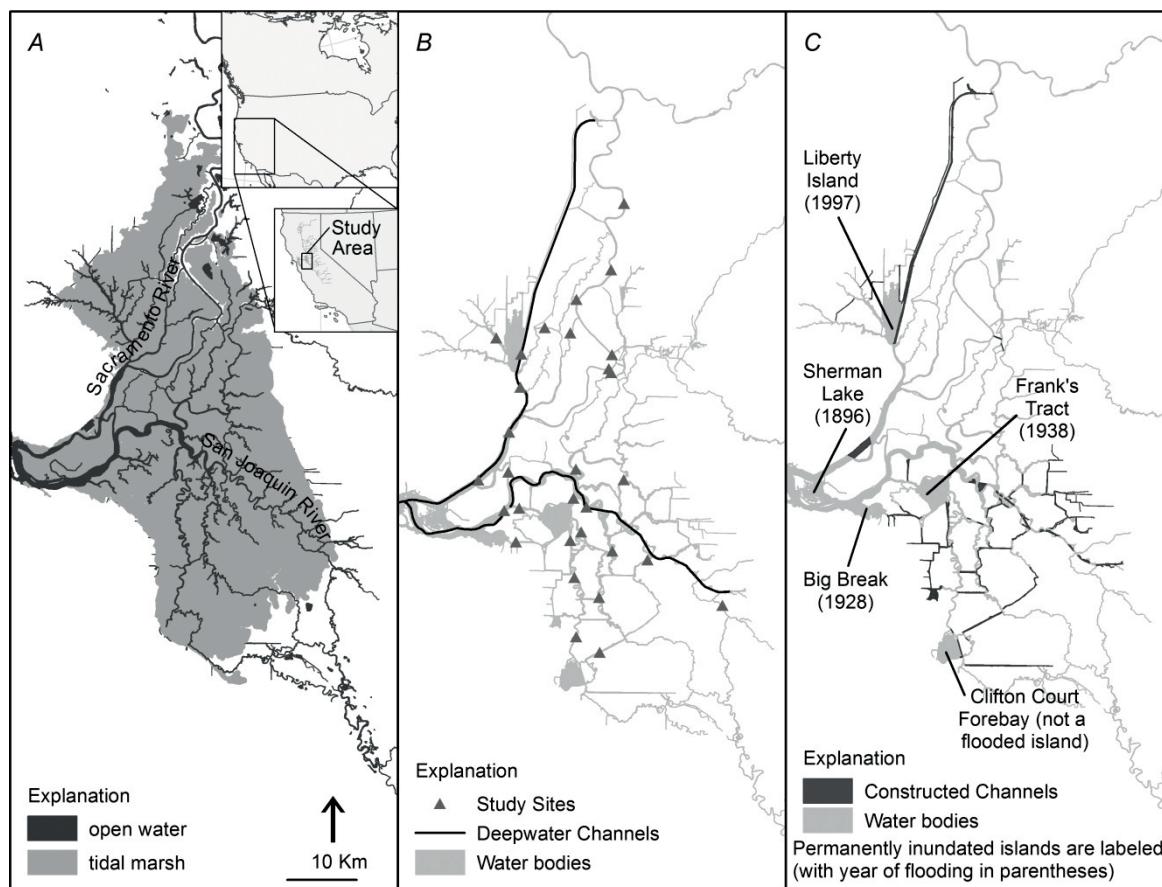 A
Study
Area
Sacramento River
San Joaquin River
Explanation
open water
tidal marsh
10 Km
B
Explanation
Study Sites
Deepwater Channels
Water bodies
C
Liberty
Island
(1997)
Sherman
Lake
(1896)
Frank's
Tract
(1938)
Big Break
(1928)
Clifton Court
Forebay (not a
flooded island)
Explanation
Constructed Channels
Water bodies
Permanently inundated islands are labeled
(with year of flooding in parentheses)